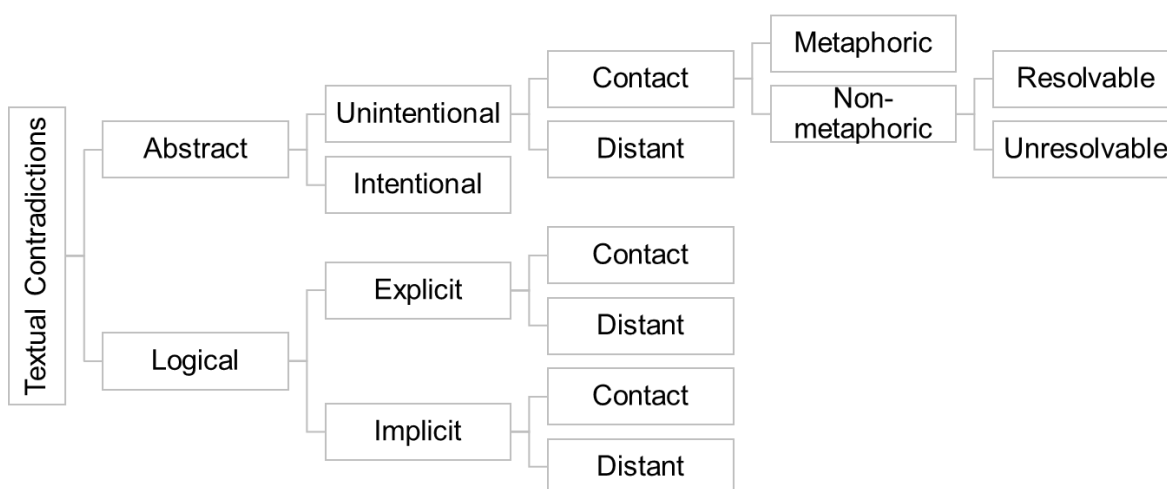 Textual Contradictions
Abstract
Unintentional
Contact
Metaphoric
Non-
metaphoric
Resolvable
Unresolvable
Distant
Intentional
Logical
Explicit
Contact
Distant
Implicit
Contact
Distant